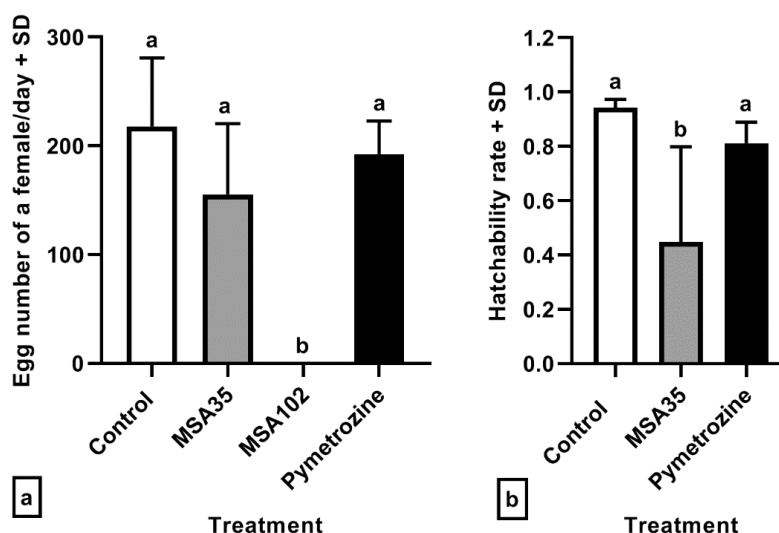 Egg number of a female/day + SD
300
200
100
0
a
a
b
a
Control
MSA35
MSA102
Pymetrozine
a
Treatment
Hatchability rate + SD
1.2
1.0
0.8
0.6
0.4
0.2
0.0
a
b
a
Control
MSA35
Pymetrozine
b
Treatment